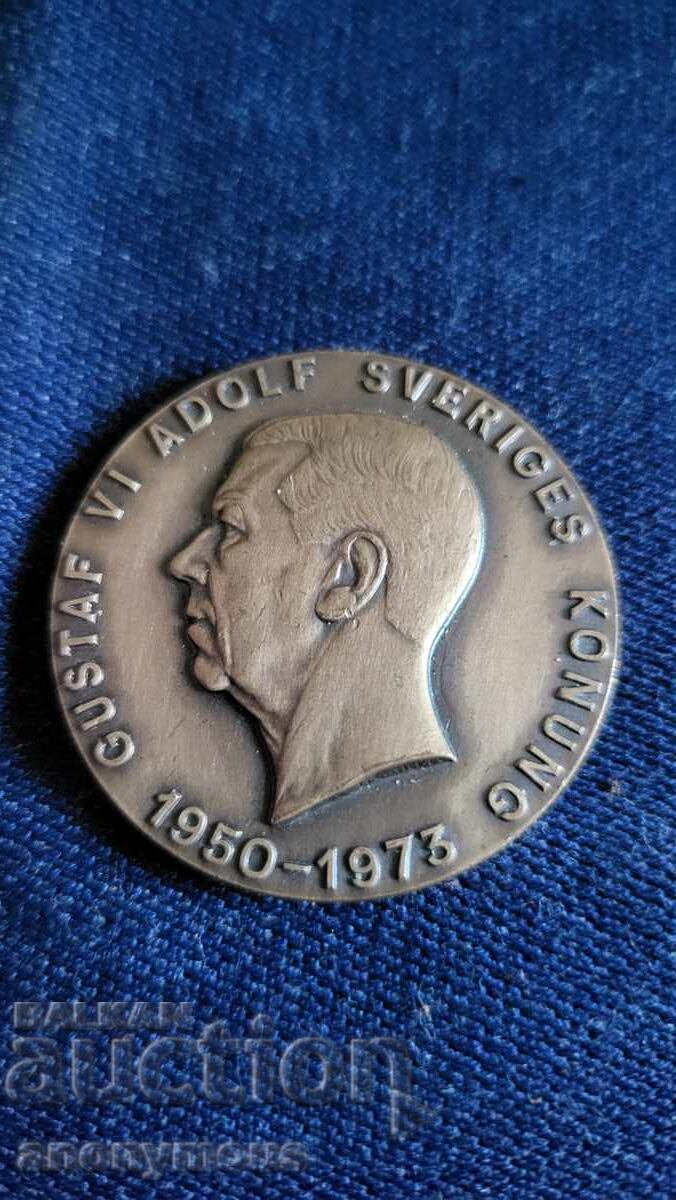 GUSTAF VI ADOLF SVERIGES KONUNG
1950-1973
BALKAN
auction
anonymous